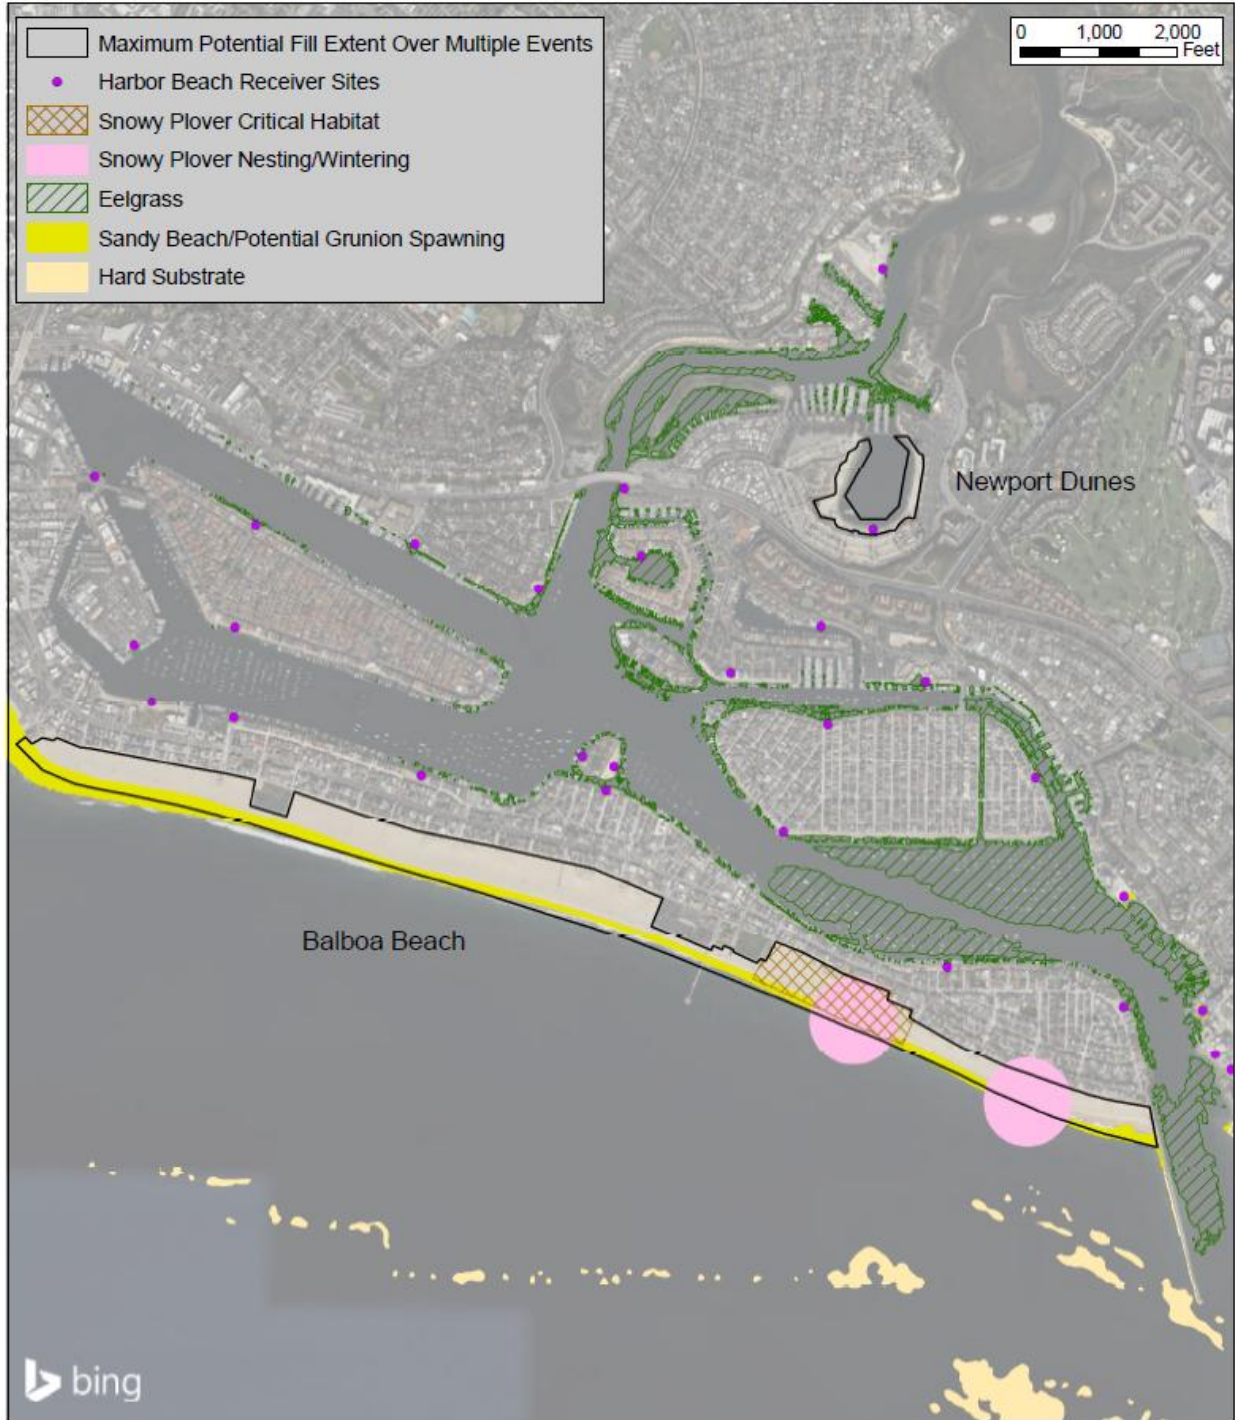 Maximum Potential Fill Extent Over Multiple Events
Harbor Beach Receiver Sites
Snowy Plover Critical Habitat
Snowy Plover Nesting/Wintering
Eelgrass
Sandy Beach/Potential Grunion Spawning
Hard Substrate
0 1,000 2,000
Feet
Newport Dunes
Balboa Beach
bing